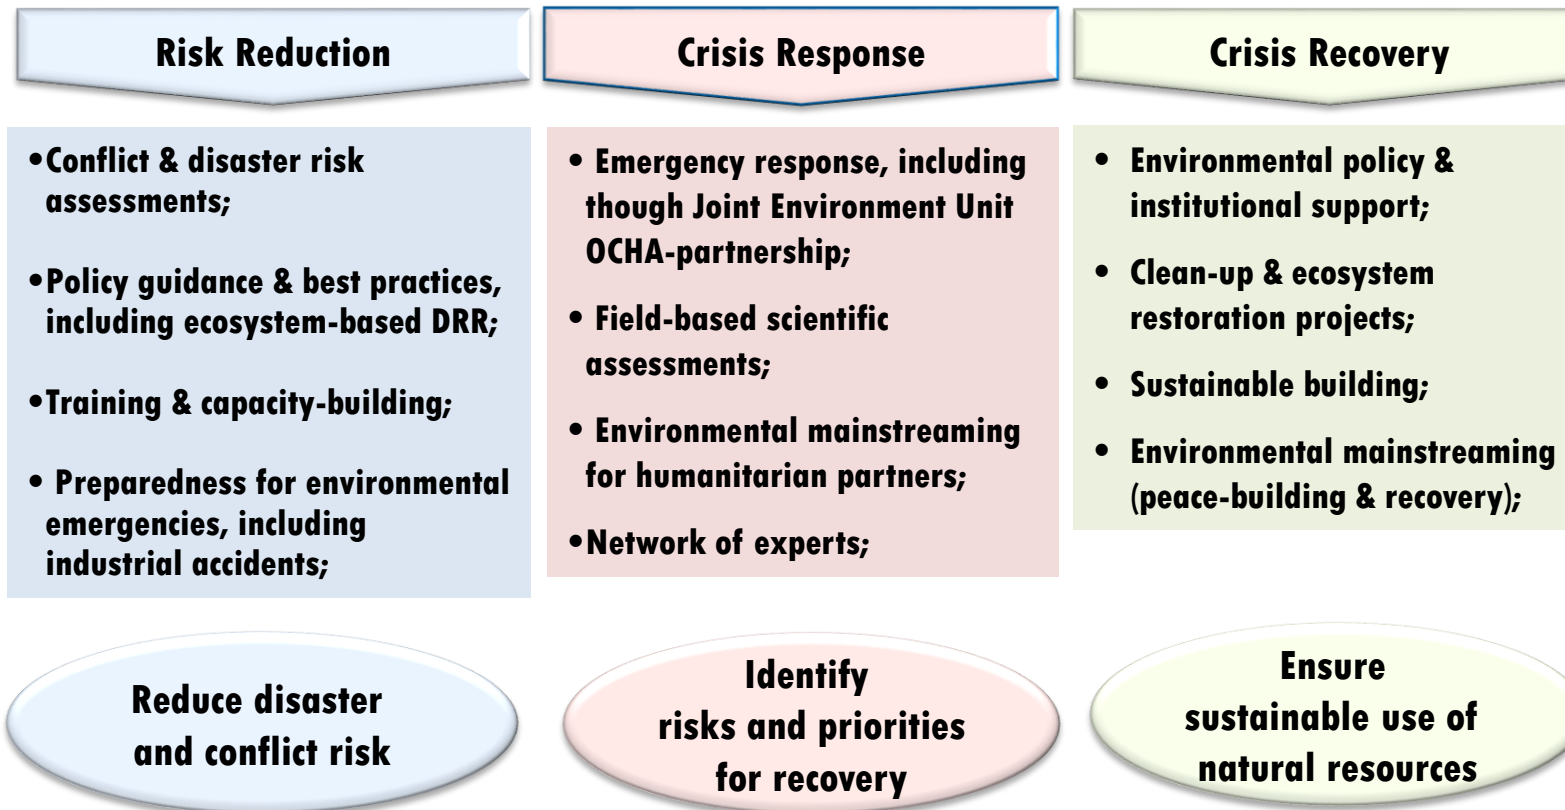 Risk Reduction
•Conflict & disaster risk
assessments;
•Policy guidance & best practices,
including ecosystem-based DRR;
•Training & capacity-building;
• Preparedness for environmental
emergencies, including
industrial accidents;
Reduce disaster
and conflict risk
Crisis Response
• Emergency response, including
though Joint Environment Unit
OCHA-partnership;
• Field-based scientific
assessments;
• Environmental mainstreaming
for humanitarian partners;
•Network of experts;
Identify
risks and priorities
for recovery
Crisis Recovery
• Environmental policy &
institutional support;
• Clean-up & ecosystem
restoration projects;
• Sustainable building;
• Environmental mainstreaming
(peace-building & recovery);
Ensure
sustainable use of
natural resources